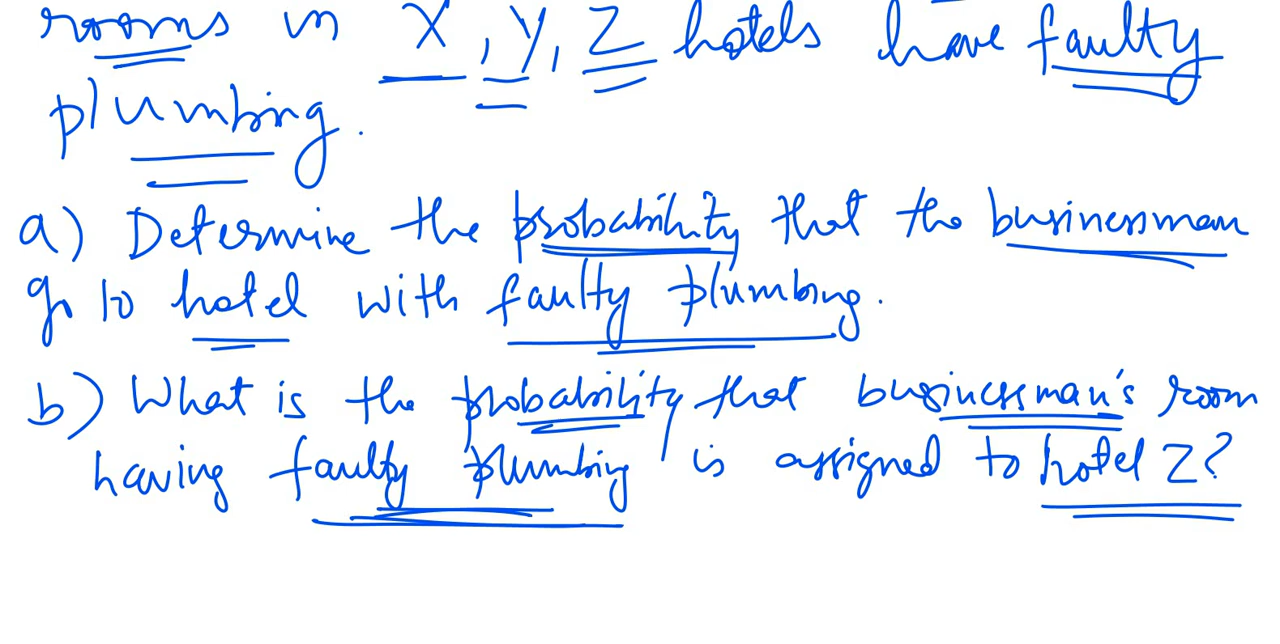 rooms in X, Y, Z hotels have faulty
plumbing.
a) Determine the probability that the businessman
go to hotel with faulty plumbing.
b) What is the probability that businessman's room
having faulty plumbing is assigned to hotel Z?